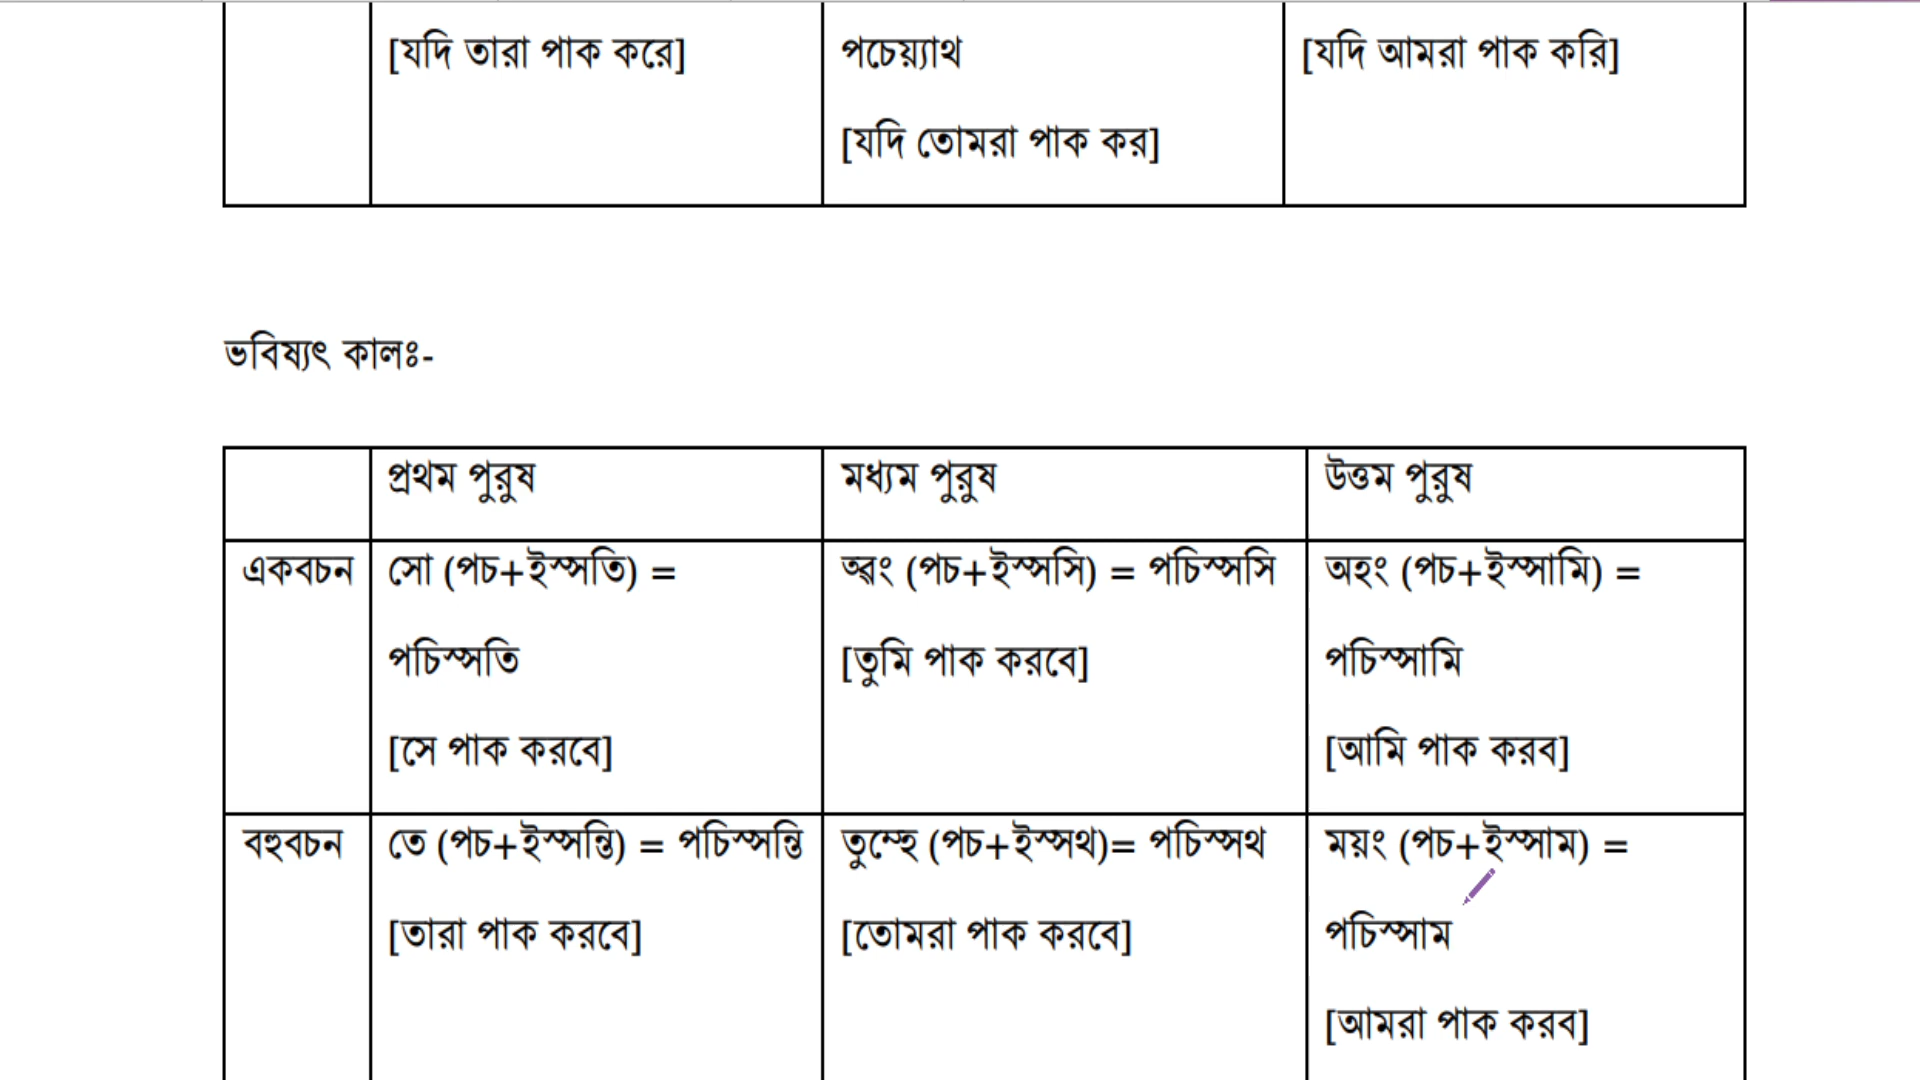 [যদি তারা পাক করে]
পচেয়্যাথ
[যদি তোমরা পাক কর]
[যদি আমরা পাক করি]
ভবিষ্যৎ কালঃ-
প্রথম পুরুষ
মধ্যম পুরুষ
উত্তম পুরুষ
একবচন
সো (পচ+ইস্সতি) =
পচিস্সতি
[সে পাক করবে]
ত্বং (পচ+ইস্সসি) = পচিস্সসি
[তুমি পাক করবে]
অহং (পচ+ইস্সামি) =
পচিস্সামি
[আমি পাক করব]
বহুবচন
তে (পচ+ইস্সন্তি) = পচিস্সন্তি
[তারা পাক করবে]
তুম্হে (পচ+ইস্সথ)= পচিস্সথ
[তোমরা পাক করবে]
ময়ং (পচ+ইস্সাম) =
পচিস্সাম
[আমরা পাক করব]